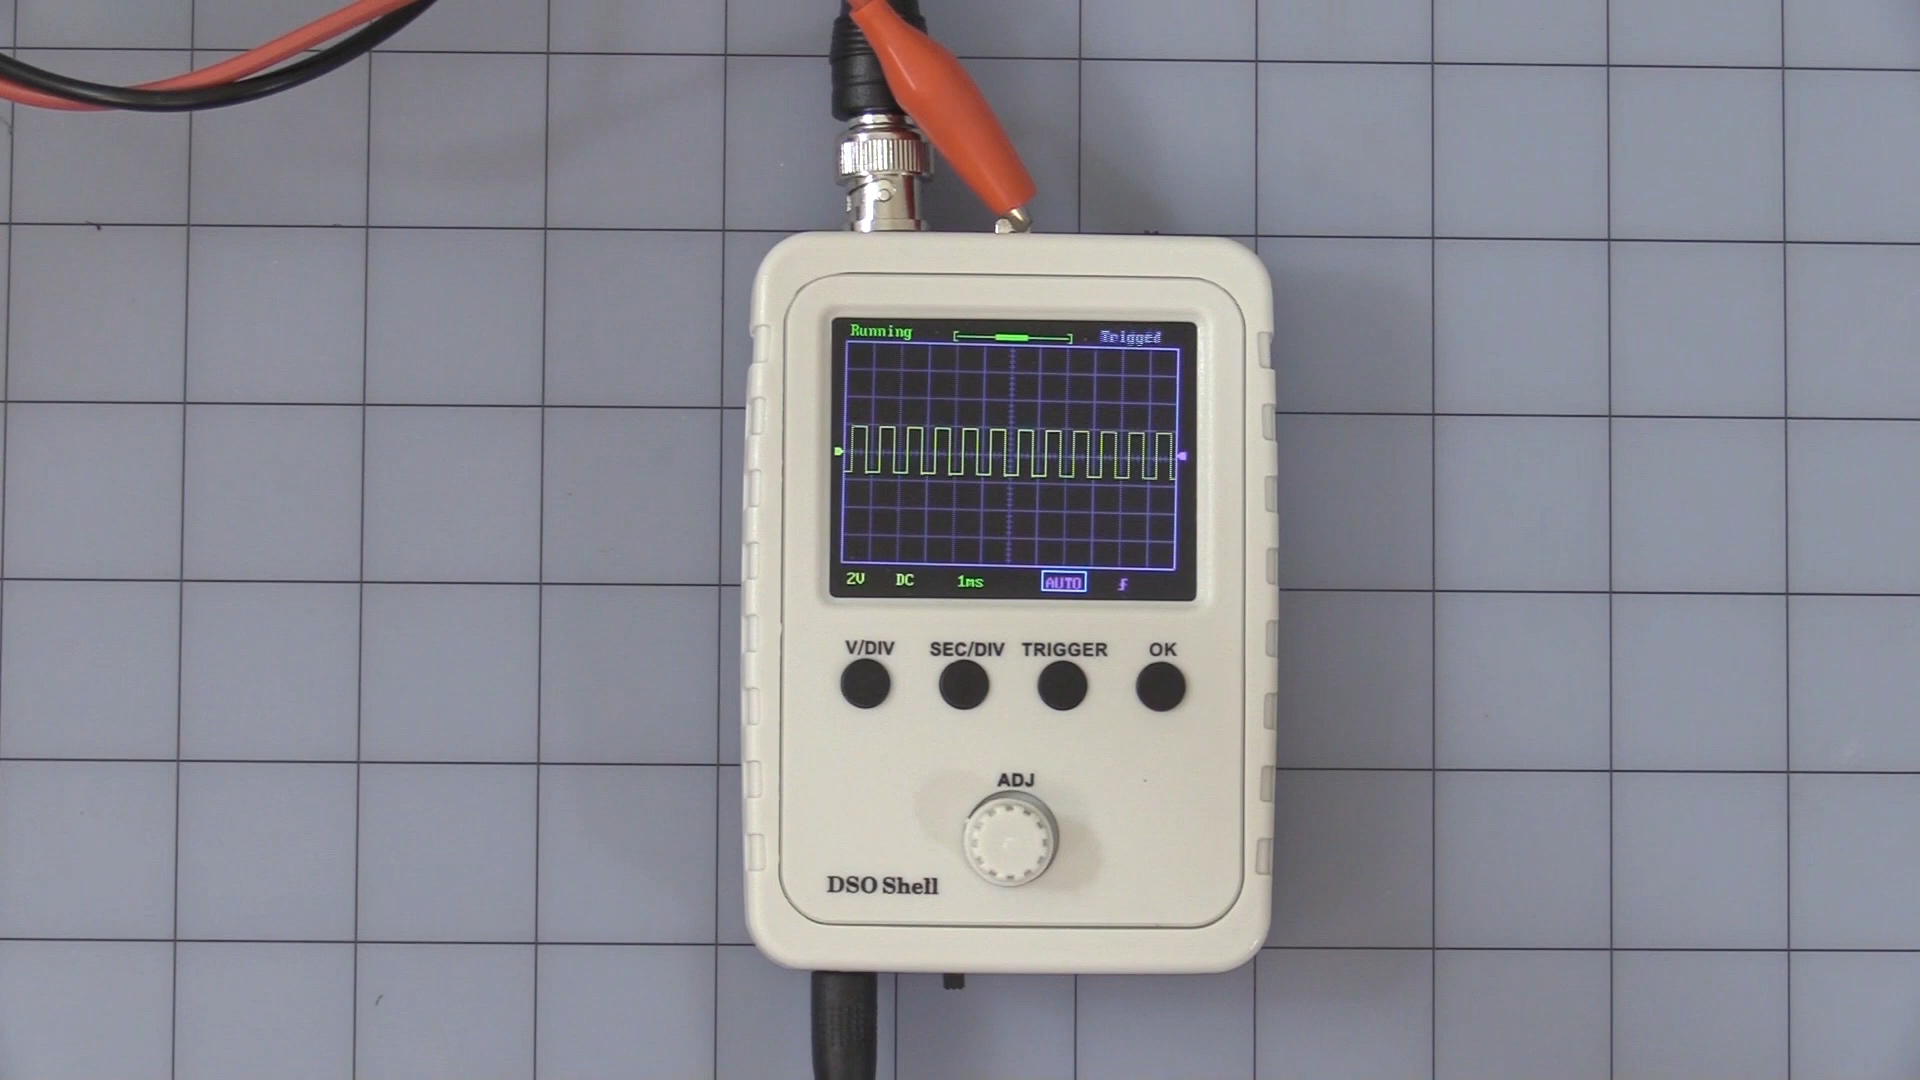 Running Trigged
2V DC 1ms AUTO
V/DIV SEC/DIV TRIGGER OK
ADJ
DSO Shell